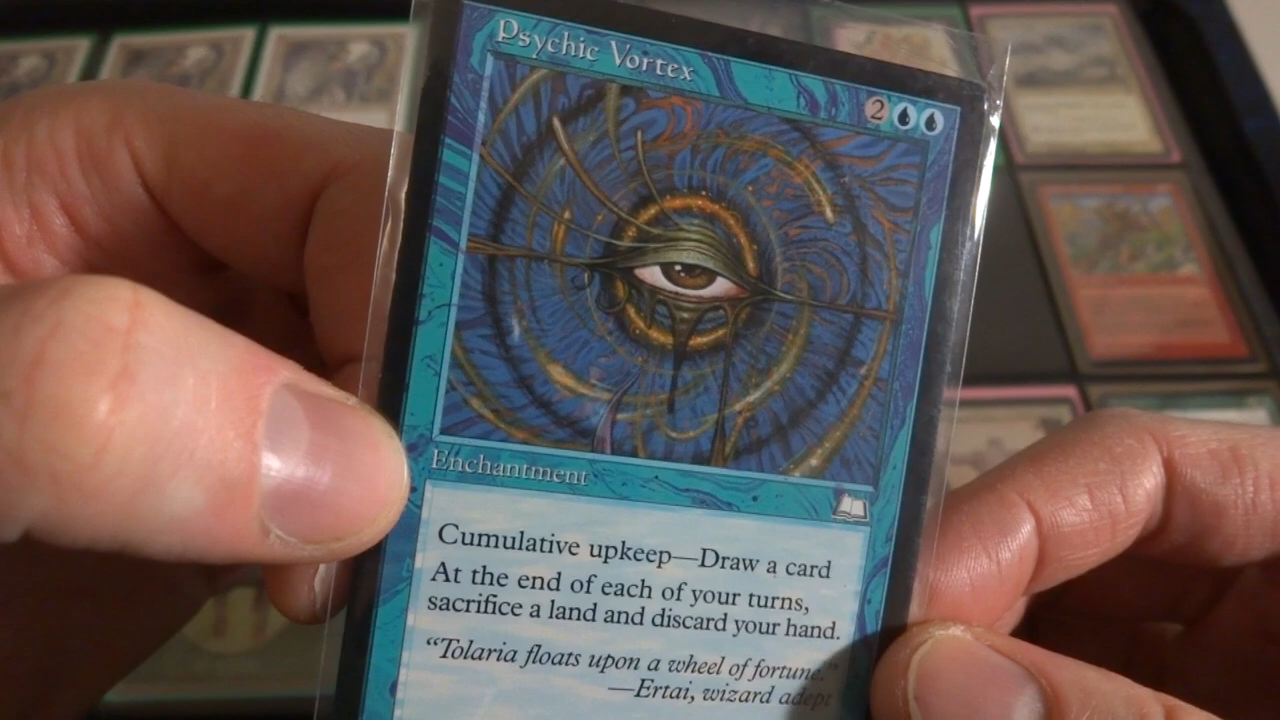 Psychic Vortex
2
Enchantment
Cumulative upkeep—Draw a card
At the end of each of your turns,
sacrifice a land and discard your hand.
“Tolaria floats upon a wheel of fortune.”
—Ertai, wizard adept